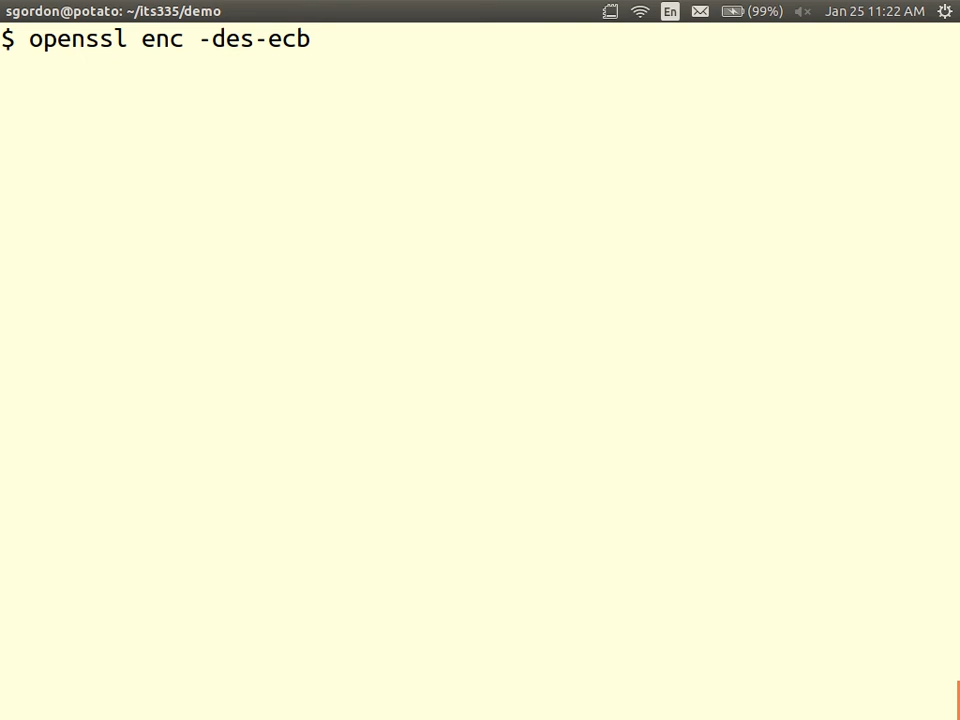 sgordon@potato: ~/its335/demo En (99%) Jan 25 11:22 AM
$ openssl enc -des-ecb